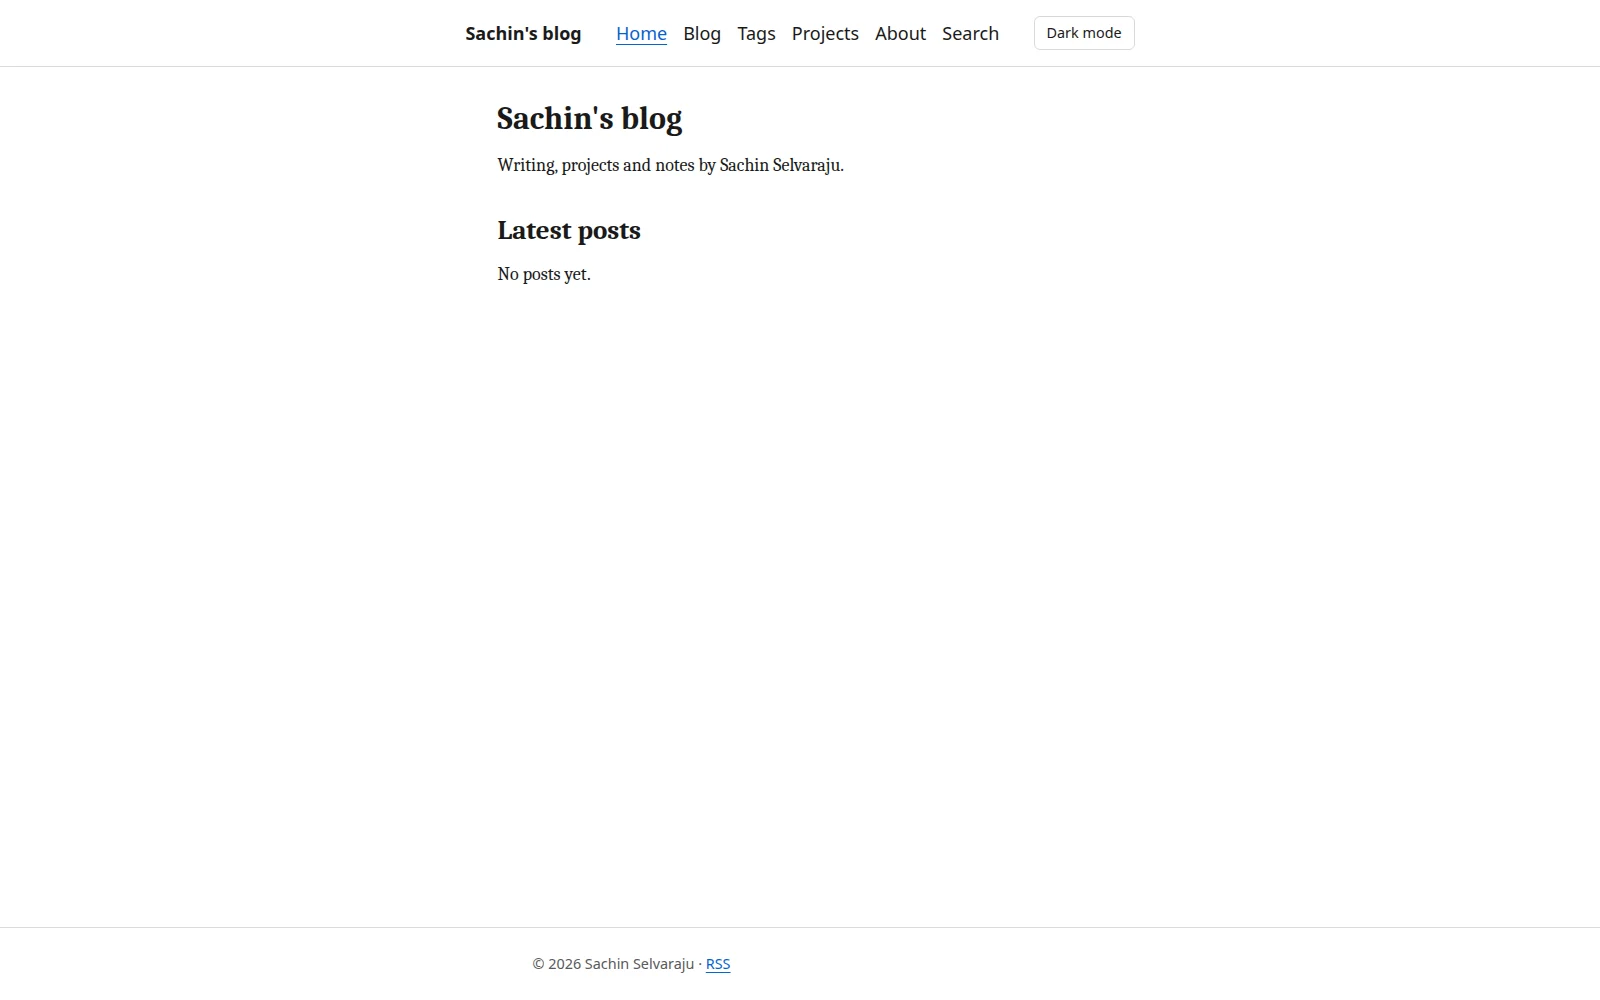 Sachin's blog Home Blog Tags Projects About Search Dark mode
Sachin's blog
Writing, projects and notes by Sachin Selvaraju.
Latest posts
No posts yet.
© 2026 Sachin Selvaraju · RSS